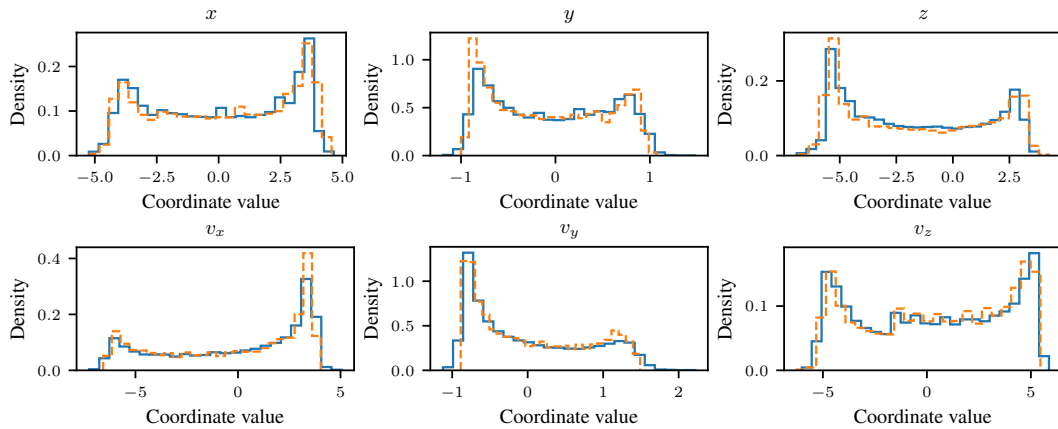 x
y
z
Density
0.2
0.1
0.0
−5.0 −2.5 0.0 2.5 5.0
Coordinate value
Density
1.0
0.5
0.0
−1 0 1
Coordinate value
Density
0.2
0.0
−5.0 −2.5 0.0 2.5
Coordinate value
v_x
v_y
v_z
Density
0.4
0.2
0.0
−5 0 5
Coordinate value
Density
1.0
0.5
0.0
−1 0 1 2
Coordinate value
Density
0.1
0.0
−5 0 5
Coordinate value